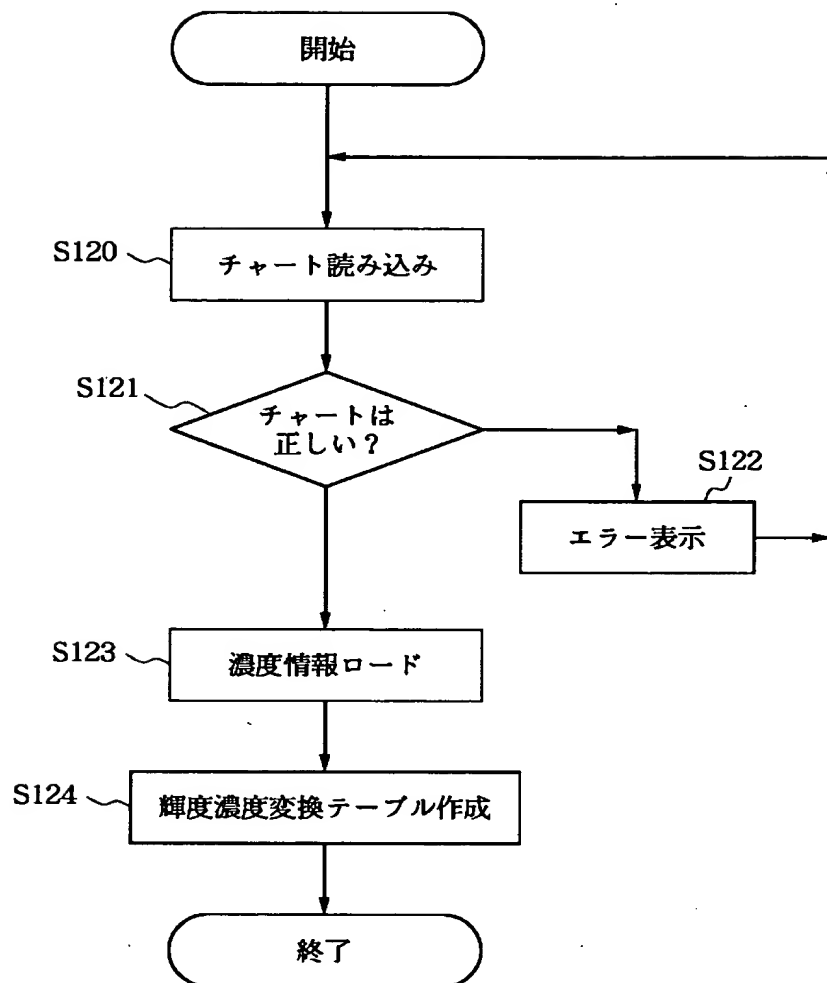 開始
S120
チャート読み込み
S121
チャートは
正しい？
S122
エラー表示
S123
濃度情報ロード
S124
輝度濃度変換テーブル作成
終了